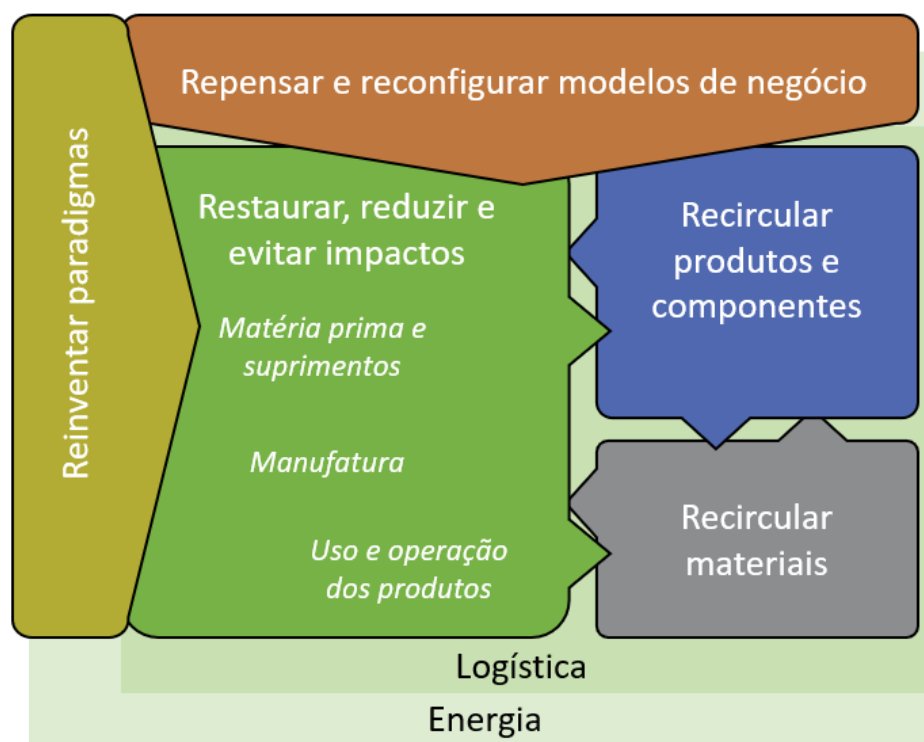 Reinventar paradigmas
Repensar e reconfigurar modelos de negócio
Restaurar, reduzir e
evitar impactos
Matéria prima e
suprimentos
Manufatura
Uso e operação
dos produtos
Recircular
produtos e
componentes
Recircular
materiais
Logística
Energia